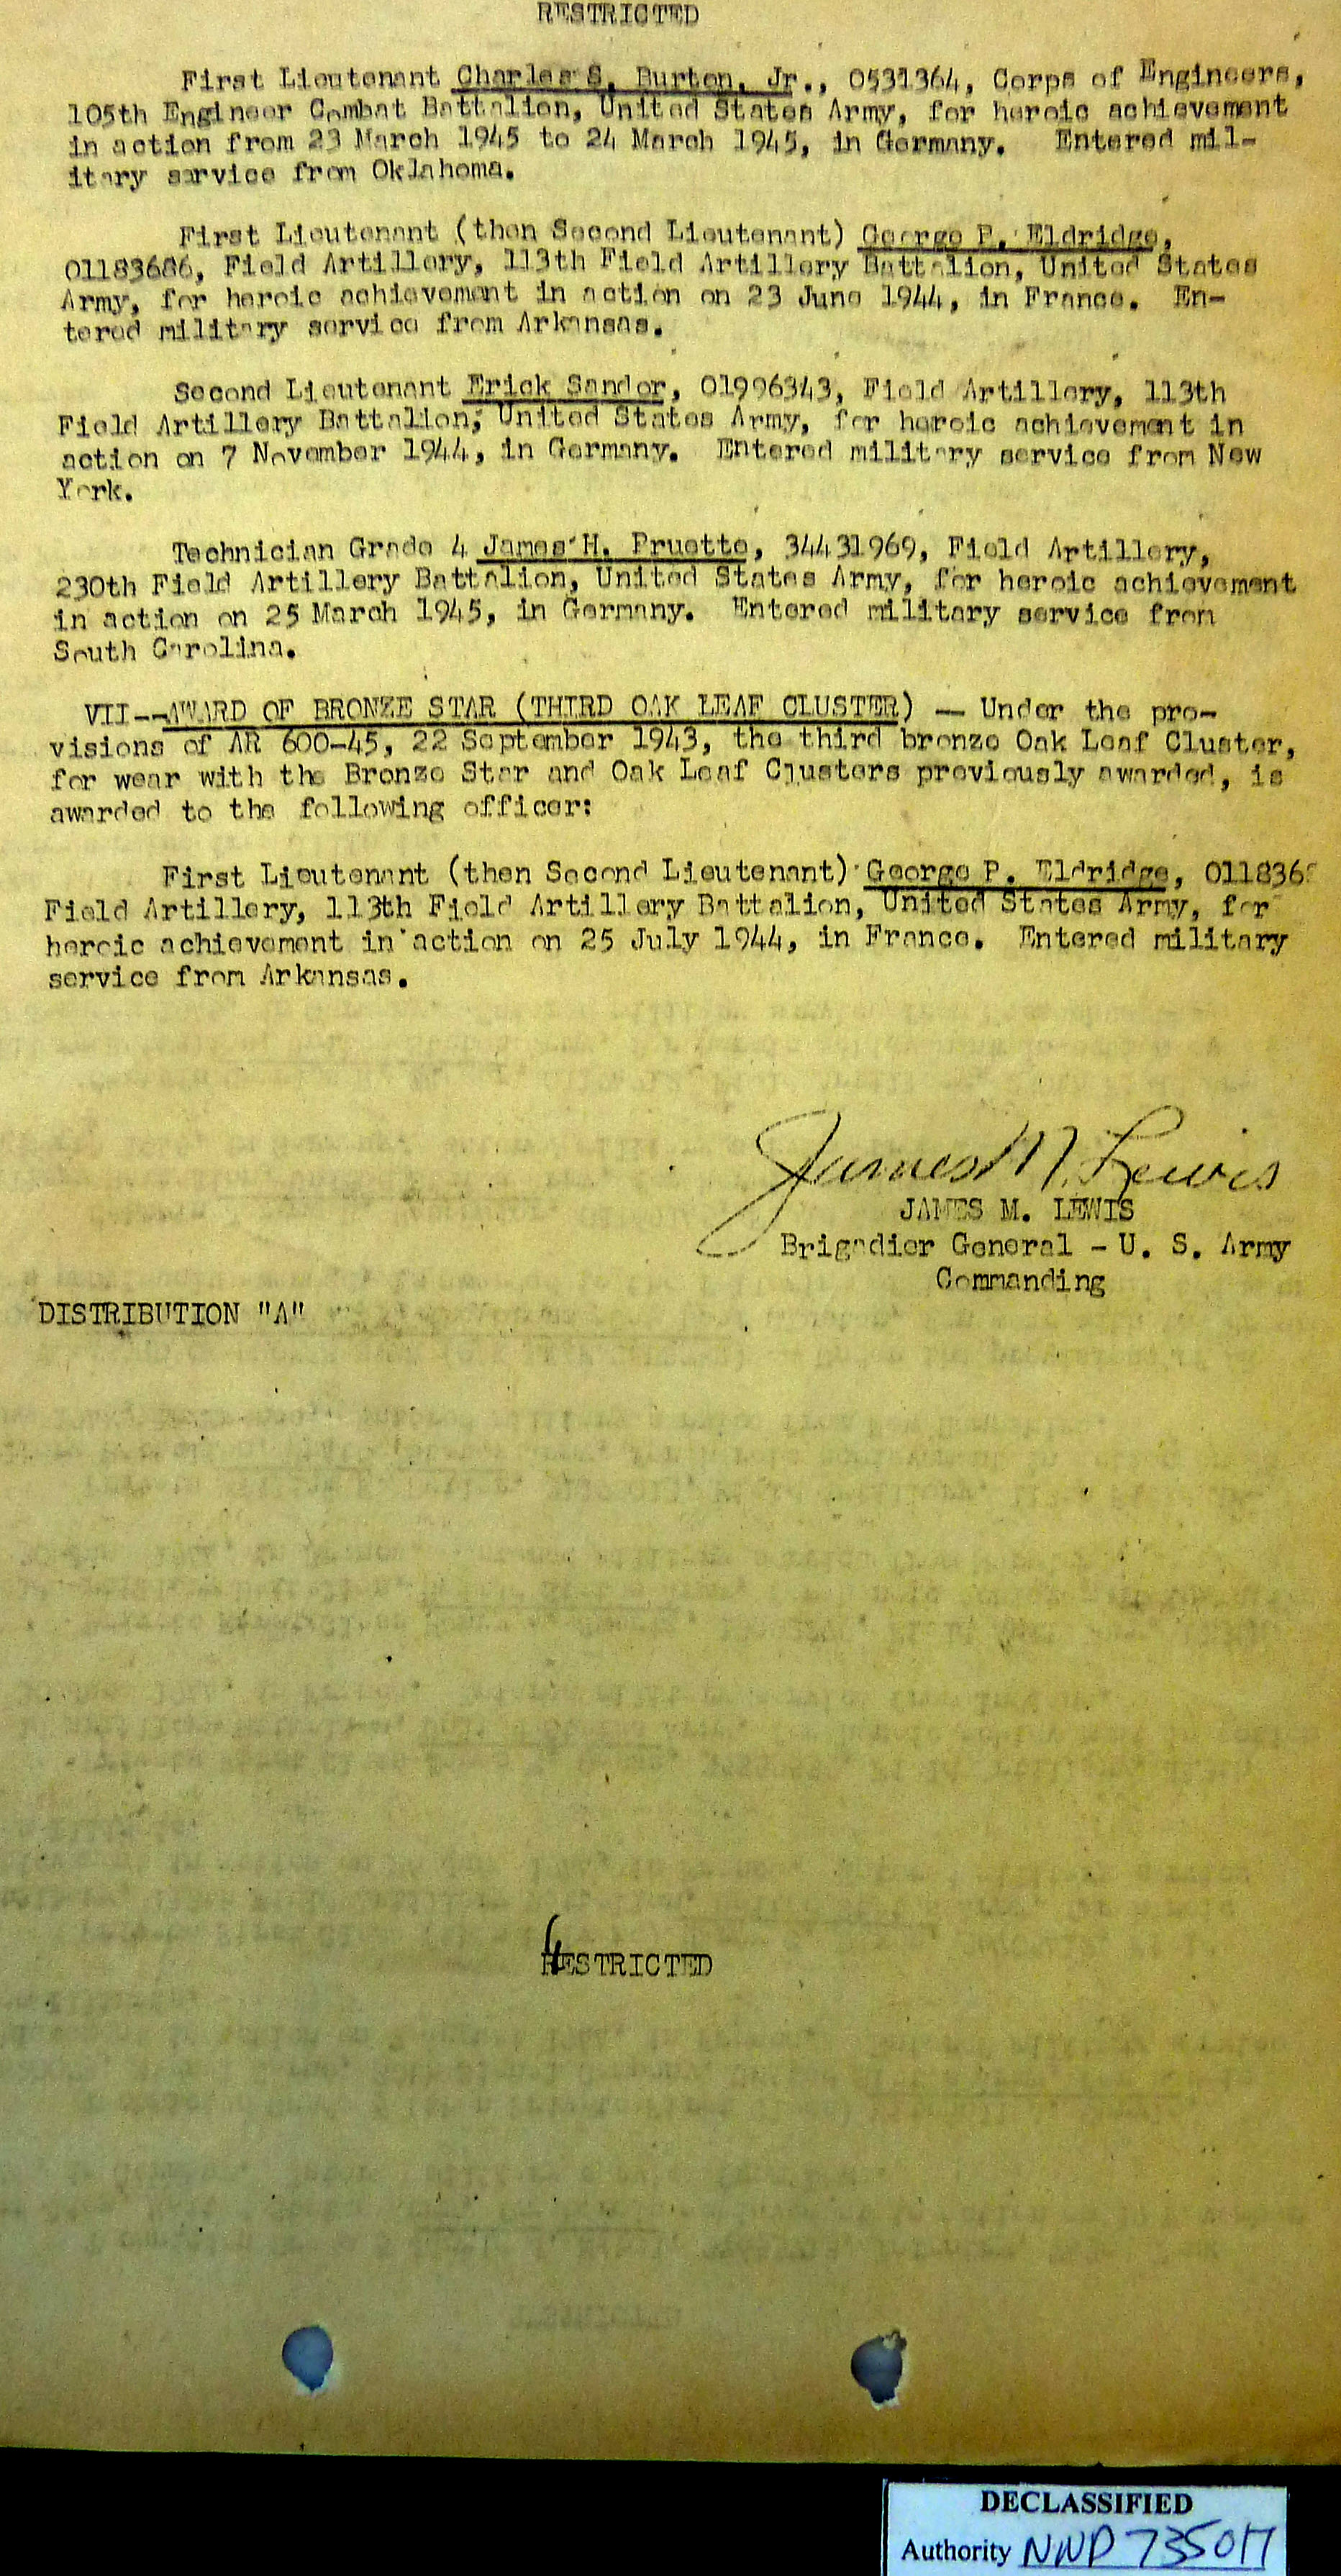 RESTRICTED
First Lieutenant Charles S. Burton, Jr., 0531364, Corps of Engineers,
105th Engineer Combat Battalion, United States Army, for heroic achievement
in action from 23 March 1945 to 24 March 1945, in Germany. Entered mil-
itary service from Oklahoma.
First Lieutenant (then Second Lieutenant) George P. Eldridge,
01183686, Field Artillery, 113th Field Artillery Battalion, United States
Army, for heroic achievement in action on 23 June 1944, in France. En-
tered military service from Arkansas.
Second Lieutenant Erick Sandor, 01996343, Field Artillery, 113th
Field Artillery Battalion, United States Army, for heroic achievement in
action on 7 November 1944, in Germany. Entered military service from New
York.
Technician Grade 4 James H. Pruette, 34431969, Field Artillery,
230th Field Artillery Battalion, United States Army, for heroic achievement
in action on 25 March 1945, in Germany. Entered military service from
South Carolina.
VII--AWARD OF BRONZE STAR (THIRD OAK LEAF CLUSTER) — Under the pro-
visions of AR 600-45, 22 September 1943, the third bronze Oak Leaf Cluster,
for wear with the Bronze Star and Oak Leaf Clusters previously awarded, is
awarded to the following officer:
First Lieutenant (then Second Lieutenant) George P. Eldridge, 011836
Field Artillery, 113th Field Artillery Battalion, United States Army, for
heroic achievement in action on 25 July 1944, in France. Entered military
service from Arkansas.
James M. Lewis
JAMES M. LEWIS
Brigadier General - U. S. Army
Commanding
DISTRIBUTION "A"
4
RESTRICTED
DECLASSIFIED
Authority NND 735017